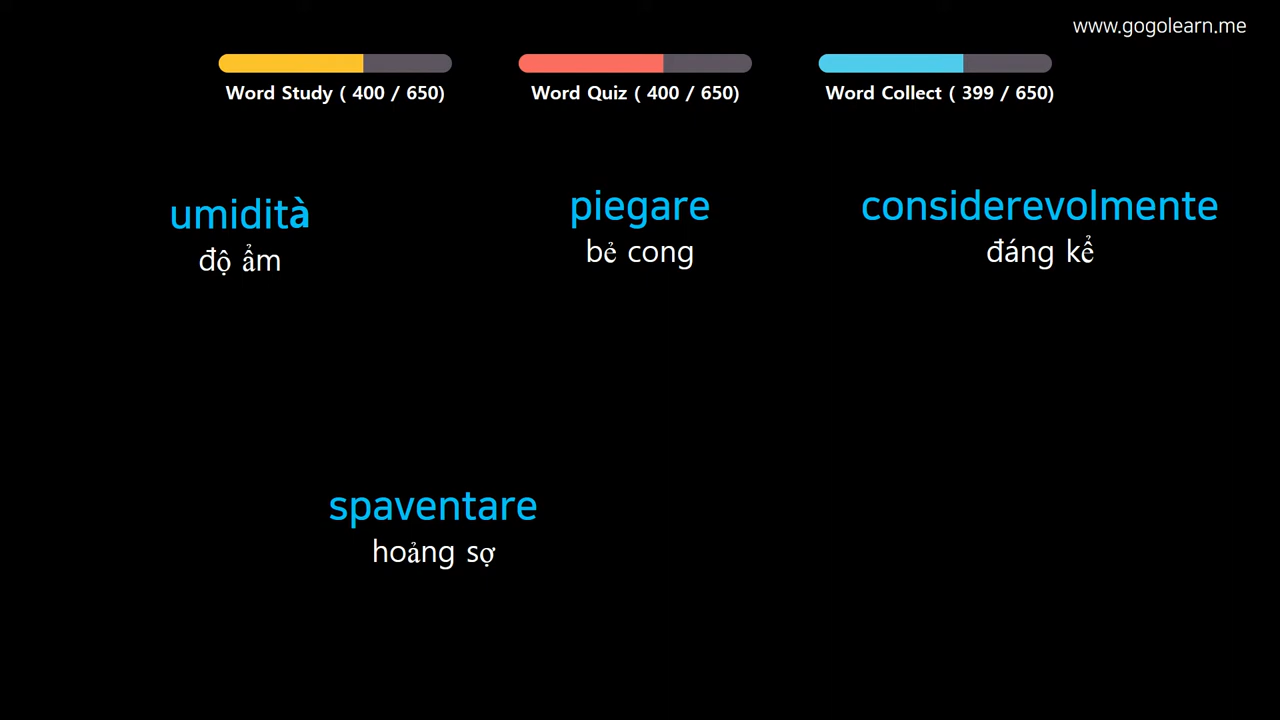 www.gogolearn.me
Word Study ( 400 / 650)
Word Quiz ( 400 / 650)
Word Collect ( 399 / 650)
umidità
độ ẩm
piegare
bẻ cong
considerevolmente
đáng kể
spaventare
hoảng sợ